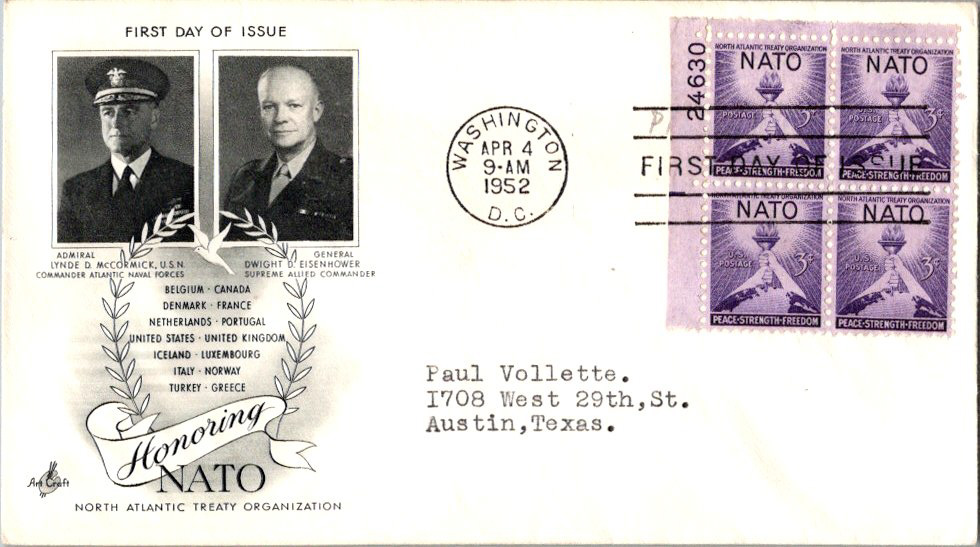 FIRST DAY OF ISSUE
ADMIRAL
LYNDE D. McCORMICK, U.S.N.
COMMANDER ATLANTIC NAVAL FORCES
GENERAL
DWIGHT D. EISENHOWER
SUPREME ALLIED COMMANDER
BELGIUM · CANADA
DENMARK · FRANCE
NETHERLANDS · PORTUGAL
UNITED STATES · UNITED KINGDOM
ICELAND · LUXEMBOURG
ITALY · NORWAY
TURKEY · GREECE
Honoring
NATO
NORTH ATLANTIC TREATY ORGANIZATION
Art Craft
WASHINGTON
APR 4
9-AM
1952
D.C.
FIRST DAY OF ISSUE
24630
NORTH ATLANTIC TREATY ORGANIZATION
NATO
U.S. POSTAGE
3¢
PEACE-STRENGTH-FREEDOM
NORTH ATLANTIC TREATY ORGANIZATION
NATO
U.S. POSTAGE
3¢
PEACE-STRENGTH-FREEDOM
NORTH ATLANTIC TREATY ORGANIZATION
NATO
U.S. POSTAGE
3¢
PEACE-STRENGTH-FREEDOM
NORTH ATLANTIC TREATY ORGANIZATION
NATO
U.S. POSTAGE
3¢
PEACE-STRENGTH-FREEDOM
Paul Vollette.
I708 West 29th,St.
Austin,Texas.